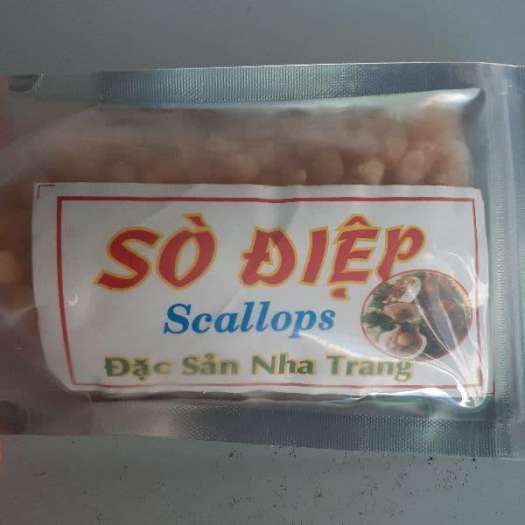 SÒ ĐIỆP
Scallops
Đặc Sản Nha Trang